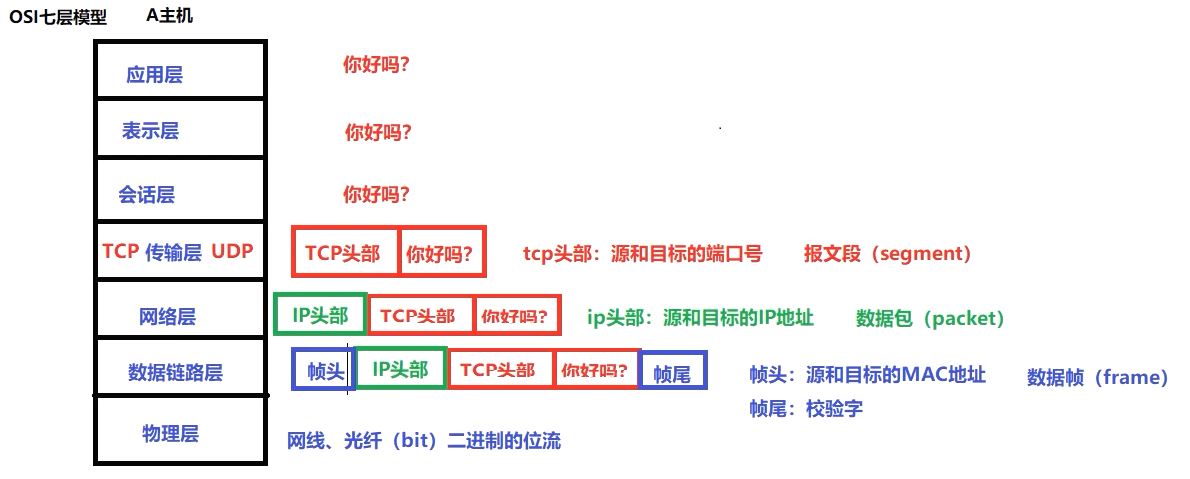 OSI七层模型 A主机
应用层 你好吗?
表示层 你好吗?
会话层 你好吗?
TCP 传输层 UDP TCP头部 你好吗? tcp头部：源和目标的端口号 报文段（segment）
网络层 IP头部 TCP头部 你好吗? ip头部：源和目标的IP地址 数据包（packet）
数据链路层 帧头 IP头部 TCP头部 你好吗? 帧尾 帧头：源和目标的MAC地址 数据帧（frame）
帧尾：校验字
物理层 网线、光纤（bit）二进制的位流